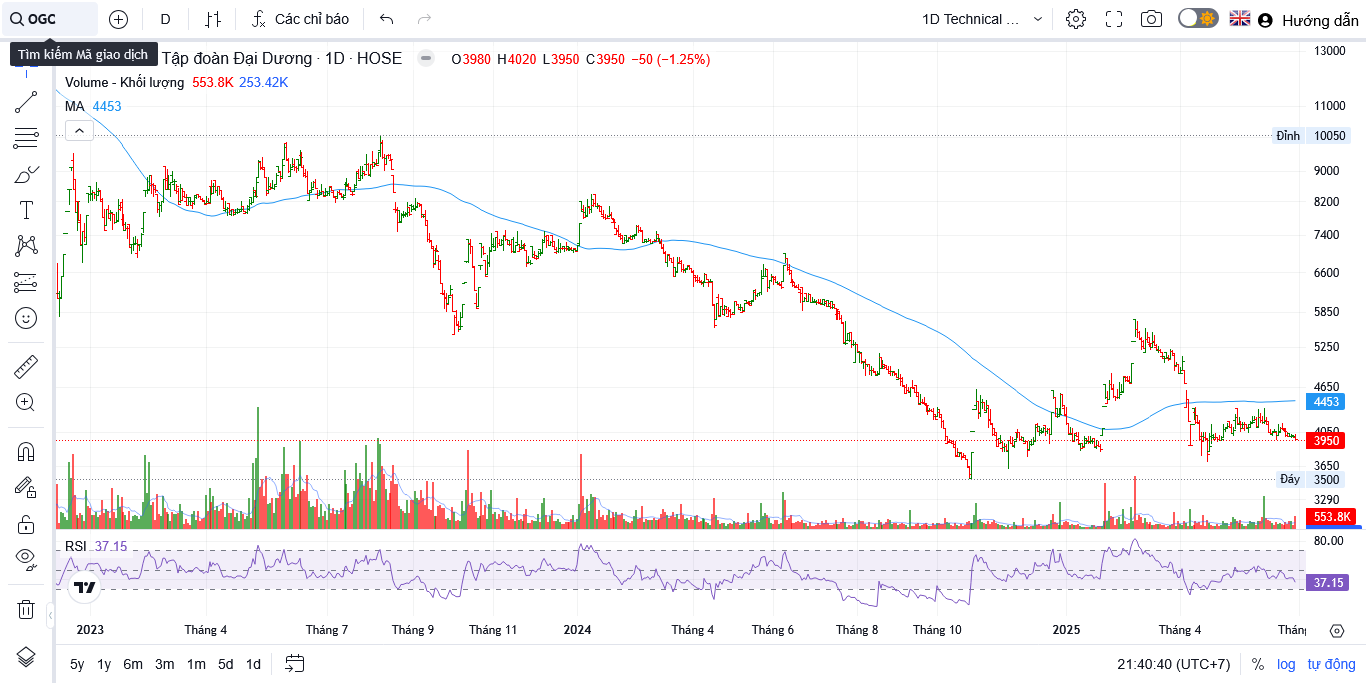 OGC D Các chỉ báo 1D Technical ... Hướng dẫn
Tìm kiếm Mã giao dịch
Tập đoàn Đại Dương · 1D · HOSE O3980 H4020 L3950 C3950 −50 (−1.25%)
Volume - Khối lượng 553.8K 253.42K
MA 4453
13000
11000
Đỉnh 10050
9000
8200
7400
6600
5850
5250
4650
4453
3950
3650
Đáy 3500
3290
553.8K
RSI 37.15
80.00
37.15
2023 Tháng 4 Tháng 7 Tháng 9 Tháng 11 2024 Tháng 4 Tháng 6 Tháng 8 Tháng 10 2025 Tháng 4
5y 1y 6m 3m 1m 5d 1d 21:40:40 (UTC+7) % log tự động